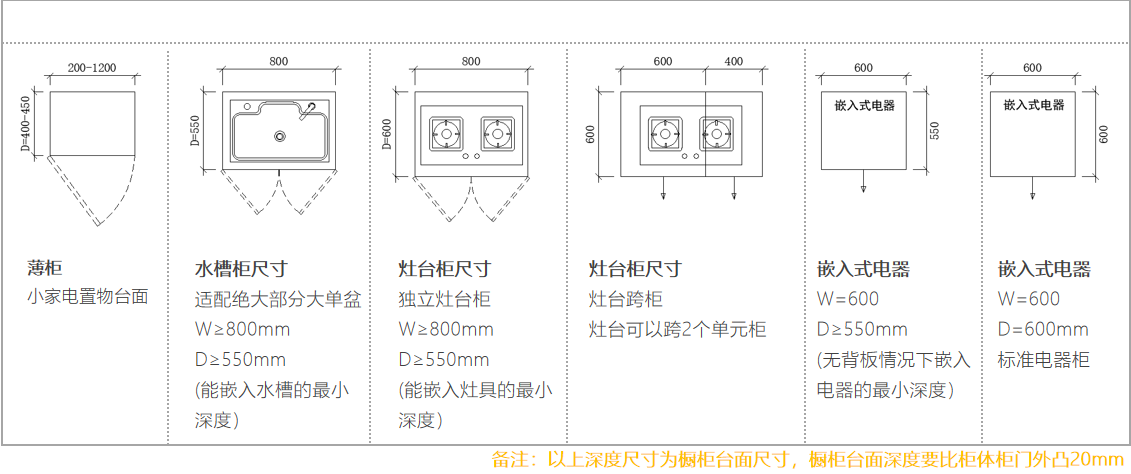 200-1200
D=400-450
薄柜
小家电置物台面
800
D=550
水槽柜尺寸
适配绝大部分大单盆
W≥800mm
D≥550mm
(能嵌入水槽的最小
深度)
800
D=600
灶台柜尺寸
独立灶台柜
W≥800mm
D≥550mm
(能嵌入灶具的最小
深度)
600
400
600
灶台柜尺寸
灶台跨柜
灶台可以跨2个单元柜
600
嵌入式电器
550
嵌入式电器
W=600
D≥550mm
(无背板情况下嵌入
电器的最小深度)
600
嵌入式电器
600
嵌入式电器
W=600
D=600mm
标准电器柜
备注：以上深度尺寸为橱柜台面尺寸，橱柜台面深度要比柜体柜门外凸20mm